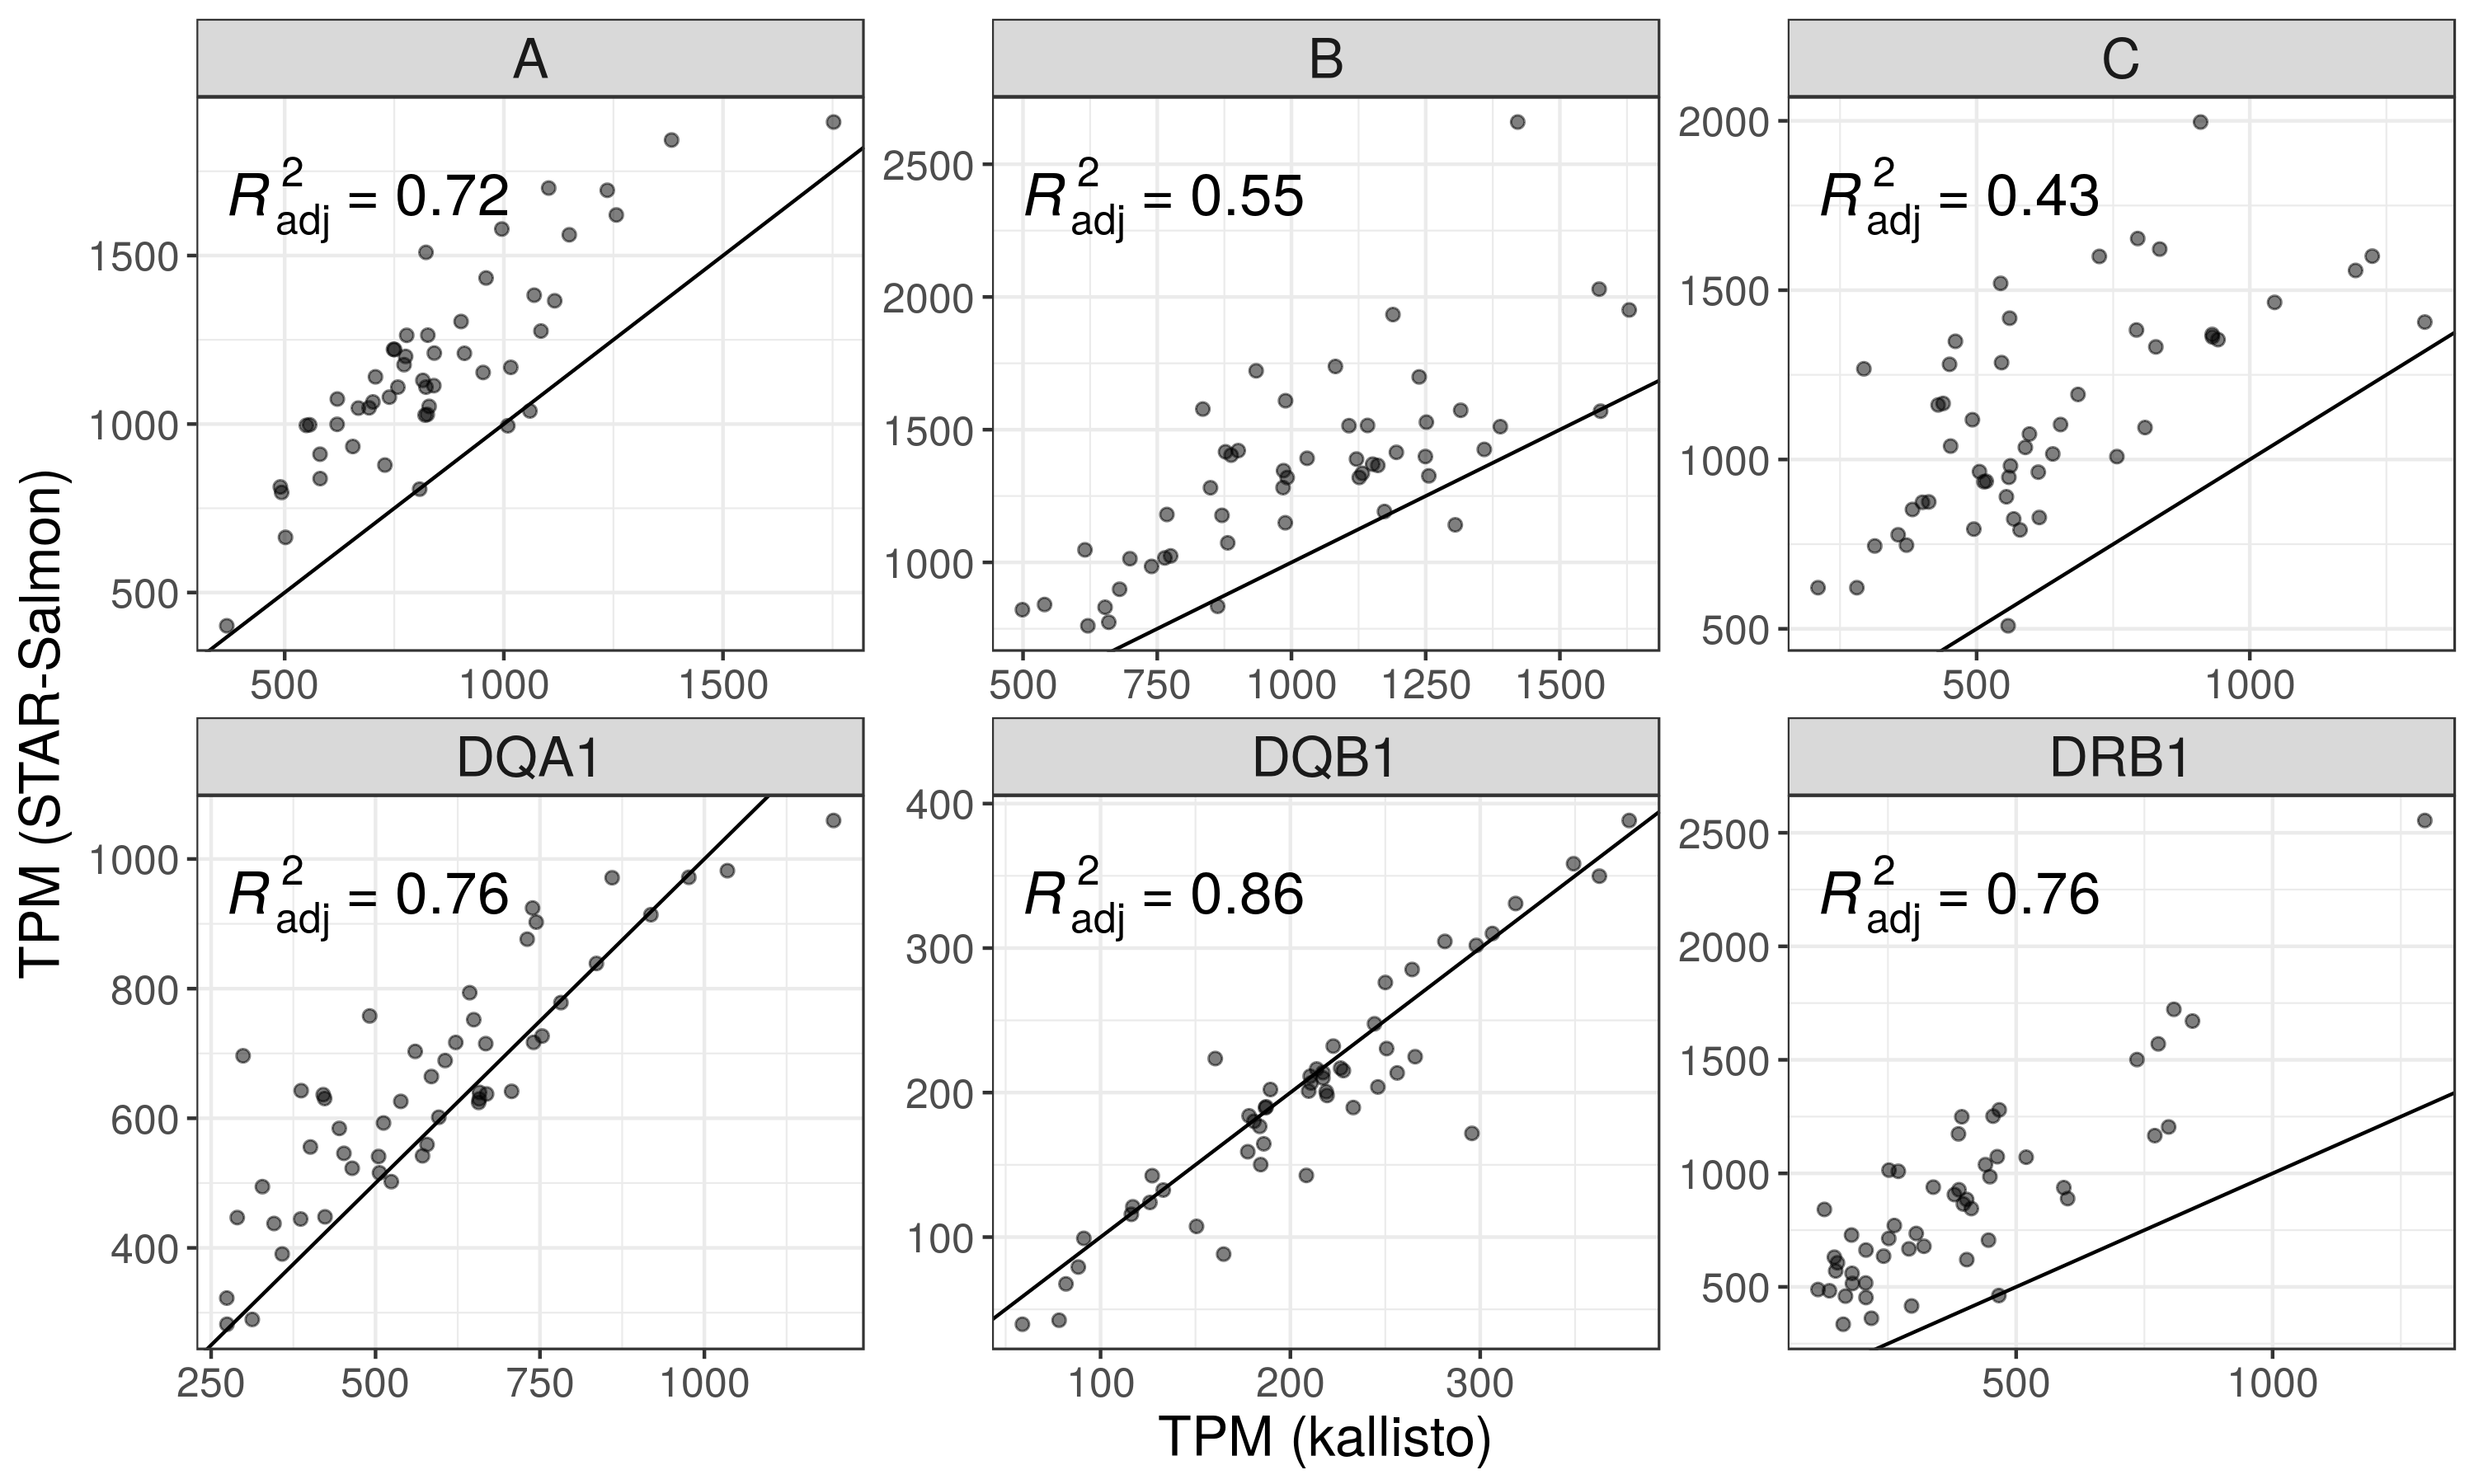 A
B
C
R²adj = 0.72
R²adj = 0.55
R²adj = 0.43
1500
1000
500
2500
2000
1500
1000
2000
1500
1000
500
500 1000 1500
500 750 1000 1250 1500
500 1000
DQA1
DQB1
DRB1
R²adj = 0.76
R²adj = 0.86
R²adj = 0.76
1000
800
600
400
400
300
200
100
2500
2000
1500
1000
500
250 500 750 1000
100 200 300
500 1000
TPM (kallisto)
TPM (STAR-Salmon)